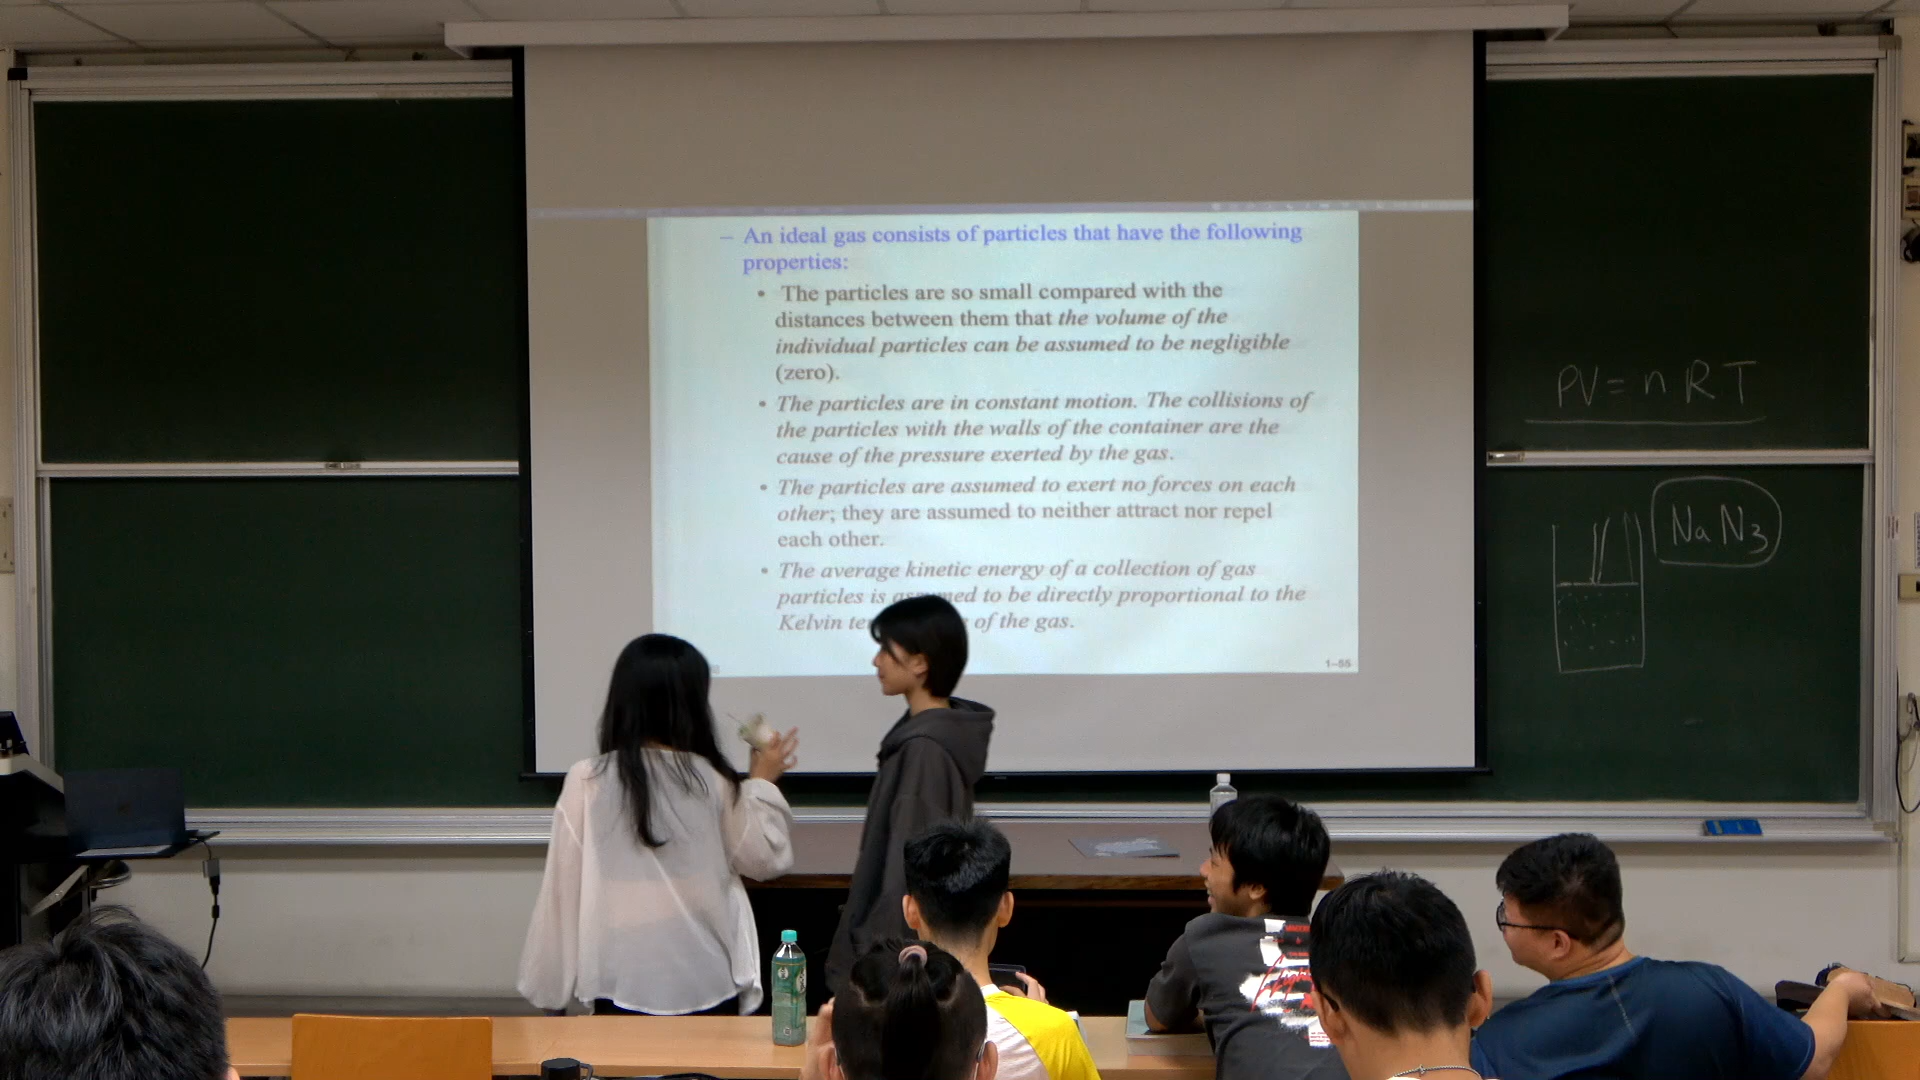 – An ideal gas consists of particles that have the following
properties:
• The particles are so small compared with the
distances between them that the volume of the
individual particles can be assumed to be negligible
(zero).
• The particles are in constant motion. The collisions of
the particles with the walls of the container are the
cause of the pressure exerted by the gas.
• The particles are assumed to exert no forces on each
other; they are assumed to neither attract nor repel
each other.
• The average kinetic energy of a collection of gas
particles is assumed to be directly proportional to the
Kelvin of the gas.
1–55
PV = nRT
NaN3